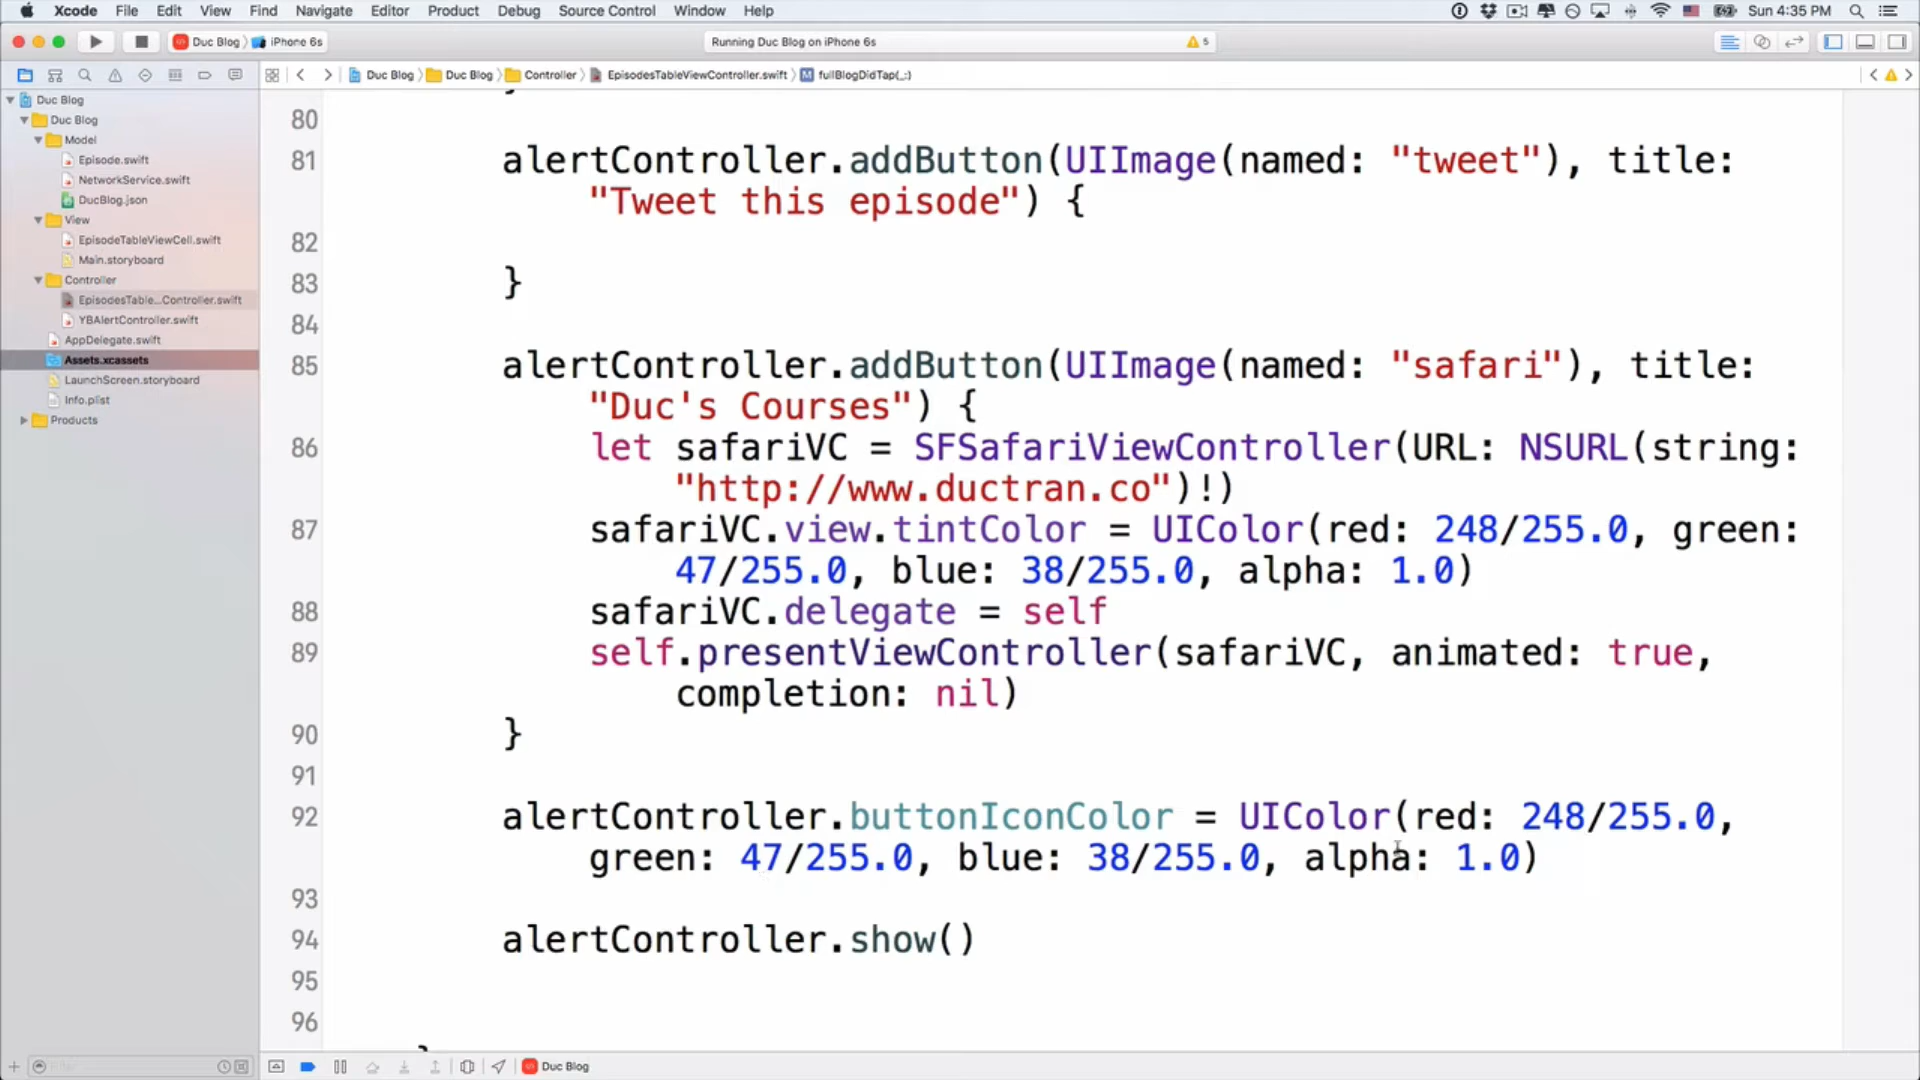 Xcode File Edit View Find Navigate Editor Product Debug Source Control Window Help Sun 4:35 PM
Duc Blog iPhone 6s Running Duc Blog on iPhone 6s 5
Duc Blog Duc Blog Controller EpisodesTableViewController.swift M fullBlogDidTap(_:)
Duc Blog
Duc Blog
Model
Episode.swift
NetworkService.swift
DucBlog.json
View
EpisodeTableViewCell.swift
Main.storyboard
Controller
EpisodesTable...Controller.swift
YBAlertController.swift
AppDelegate.swift
Assets.xcassets
LaunchScreen.storyboard
Info.plist
Products
80
81 alertController.addButton(UIImage(named: "tweet"), title:
"Tweet this episode") {
82
83 }
84
85 alertController.addButton(UIImage(named: "safari"), title:
"Duc's Courses") {
86 let safariVC = SFSafariViewController(URL: NSURL(string:
"http://www.ductran.co")!)
87 safariVC.view.tintColor = UIColor(red: 248/255.0, green:
47/255.0, blue: 38/255.0, alpha: 1.0)
88 safariVC.delegate = self
89 self.presentViewController(safariVC, animated: true,
completion: nil)
90 }
91
92 alertController.buttonIconColor = UIColor(red: 248/255.0,
green: 47/255.0, blue: 38/255.0, alpha: 1.0)
93
94 alertController.show()
95
96
Duc Blog